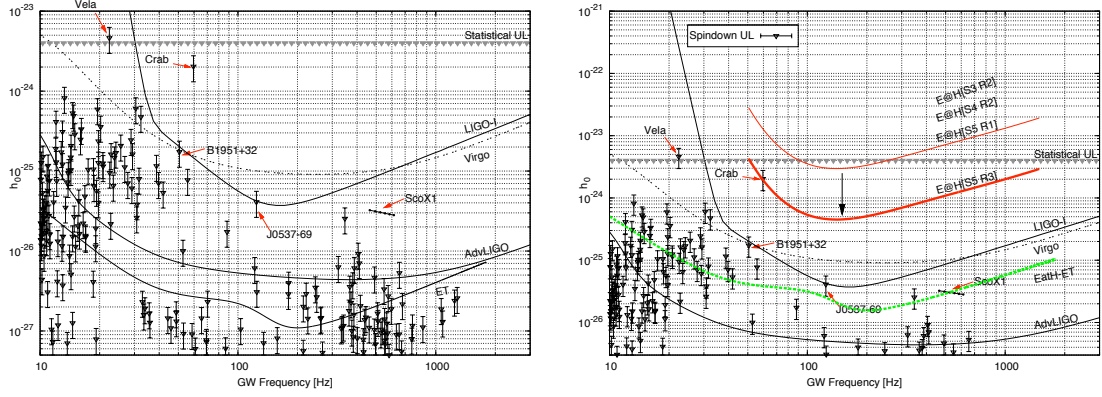 10^-23
10^-24
10^-25
10^-26
10^-27
h_0
10
100
1000
GW Frequency [Hz]
Vela
Crab
Statistical UL
B1951+32
LIGO-I
Virgo
ScoX1
J0537-69
AdvLIGO
ET
10^-21
10^-22
10^-23
10^-24
10^-25
10^-26
h_0
10
100
1000
GW Frequency [Hz]
Spindown UL
E@H[S3 R2]
E@H[S4 R2]
E@H[S5 R1]
Vela
Statistical UL
Crab
E@H[S5 R3]
B1951+32
LIGO-I
Virgo
EatH-ET
ScoX1
J0537-69
AdvLIGO